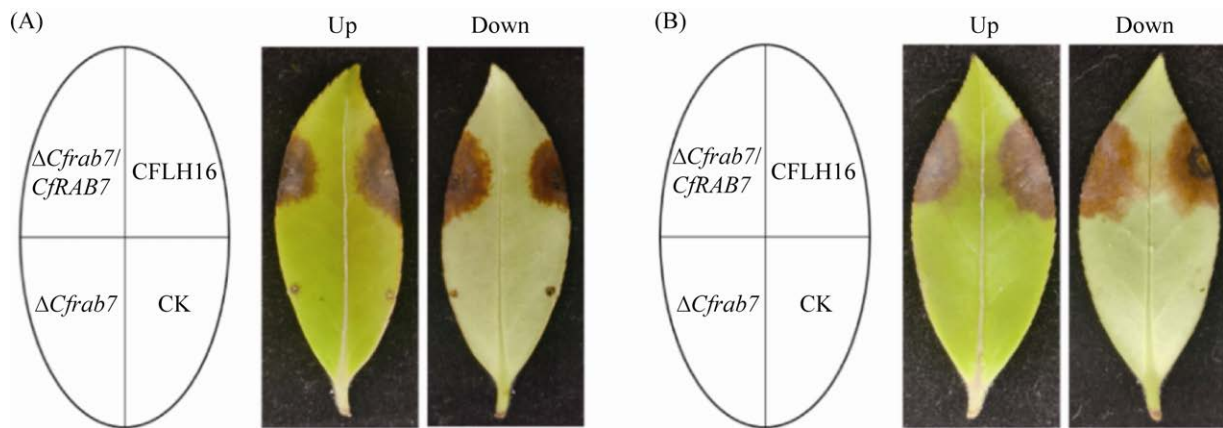 (A)
Up
Down
ΔCfrab7/
CfRAB7
CFLH16
ΔCfrab7
CK
(B)
Up
Down
ΔCfrab7/
CfRAB7
CFLH16
ΔCfrab7
CK